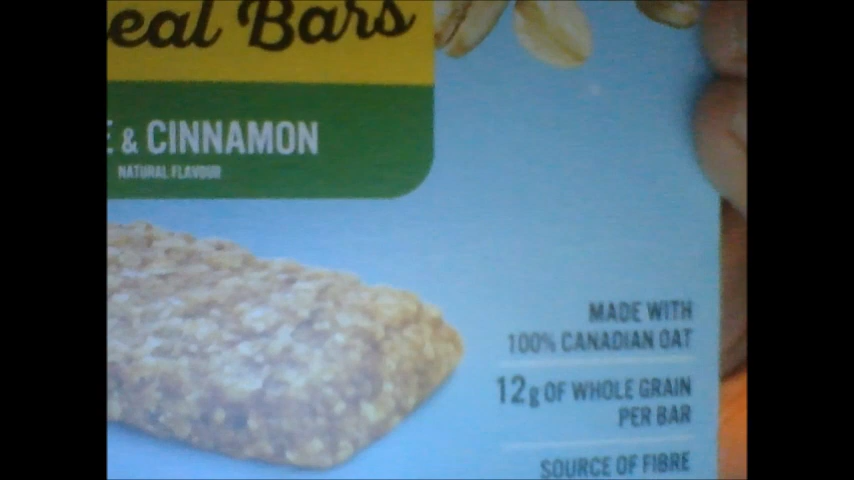 eal Bars
E & CINNAMON
NATURAL FLAVOUR
MADE WITH
100% CANADIAN OAT
12g OF WHOLE GRAIN
PER BAR
SOURCE OF FIBRE